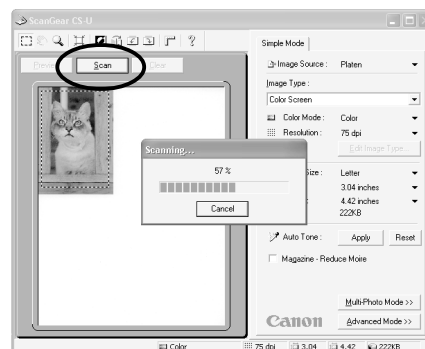 ScanGear CS-U
Simple Mode
Preview Scan Clear
Image Source : Platen
Image Type :
Color Screen
Color Mode : Color
Resolution : 75 dpi
Edit Image Type...
Size : Letter
3.04 inches
4.42 inches
222KB
Scanning...
57 %
Cancel
Auto Tone : Apply Reset
Magazine - Reduce Moire
Multi-Photo Mode >>
Canon Advanced Mode >>
Color 75 dpi 3.04 4.42 222KB